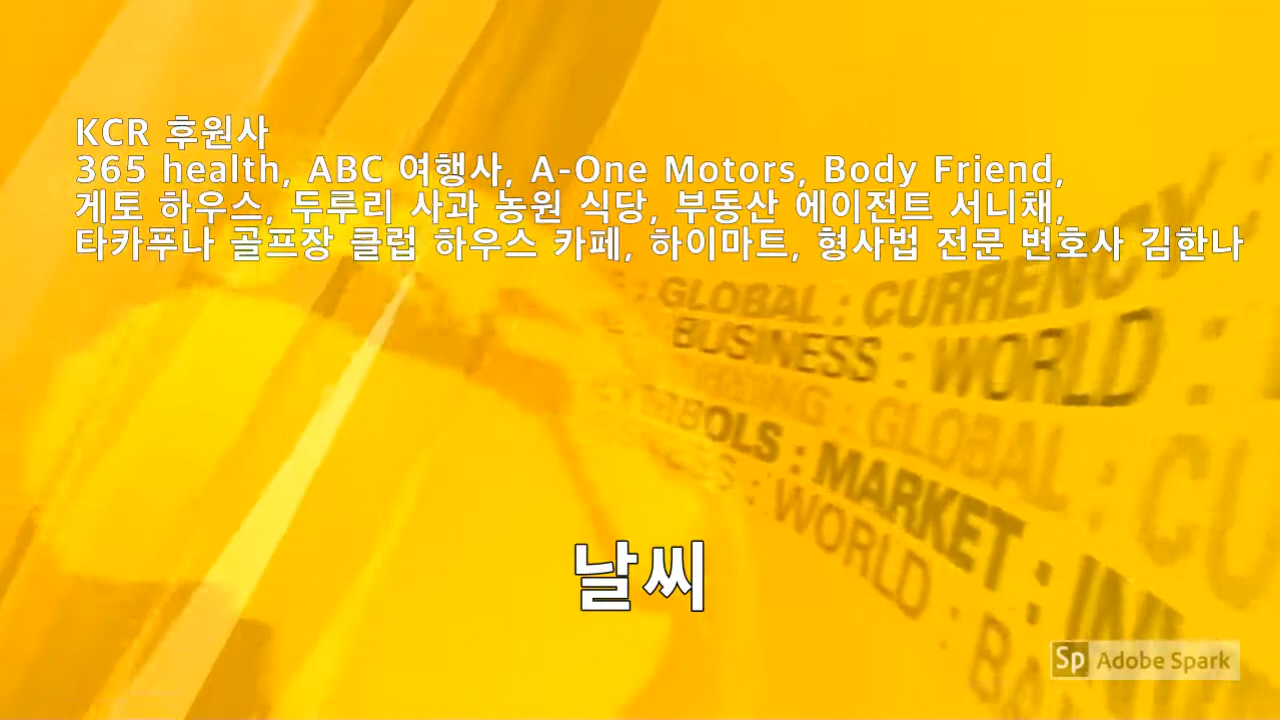 KCR 후원사
365 health, ABC 여행사, A-One Motors, Body Friend,
게토 하우스, 두루리 사과 농원 식당, 부동산 에이전트 서니채,
타카푸나 골프장 클럽 하우스 카페, 하이마트, 형사법 전문 변호사 김한나
: GLOBAL : CURRENCY
BUSINESS : WORLD :
: GLOBAL :
: MARKET :
: WORLD :
날씨
Sp Adobe Spark